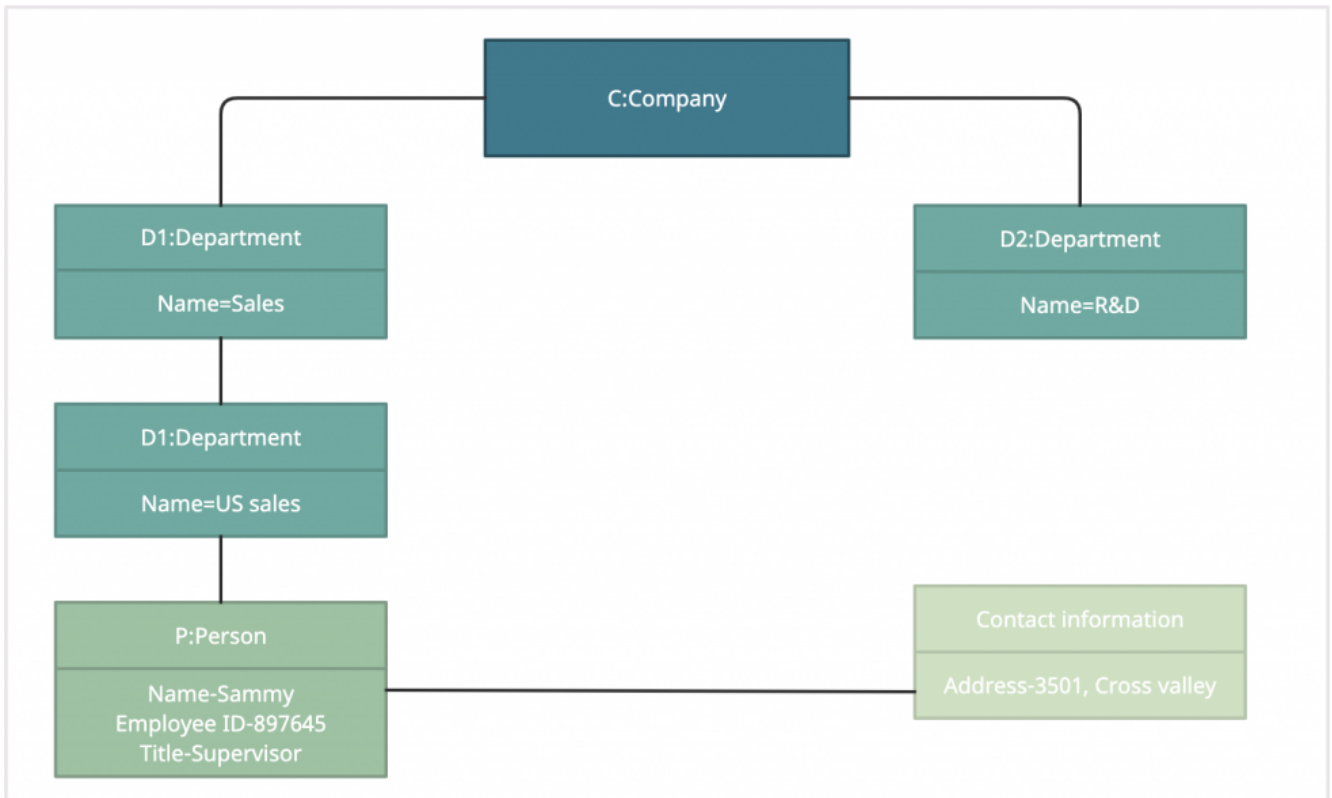 C:Company
D1:Department
Name=Sales
D2:Department
Name=R&D
D1:Department
Name=US sales
P:Person
Name-Sammy
Employee ID-897645
Title-Supervisor
Contact information
Address-3501, Cross valley